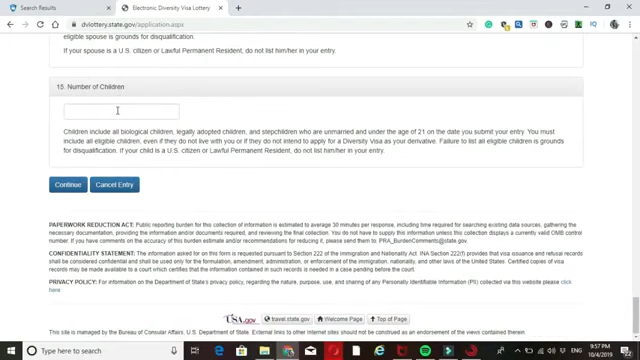 Search Results
Electronic Diversity Visa Lottery
dvlottery.state.gov/application.aspx
eligible spouse is grounds for disqualification.
If your spouse is a U.S. citizen or Lawful Permanent Resident, do not list him/her in your entry.
15. Number of Children
Children include all biological children, legally adopted children, and stepchildren who are unmarried and under the age of 21 on the date you submit your entry. You must
include all eligible children, even if they do not live with you or if they do not intend to apply for a Diversity Visa as your derivative. Failure to list all eligible children is grounds
for disqualification. If your child is a U.S. citizen or Lawful Permanent Resident, do not list him/her in your entry.
Continue
Cancel Entry
PAPERWORK REDUCTION ACT: Public reporting burden for this collection of information is estimated to average 30 minutes per response, including time required for searching existing data sources, gathering the
necessary documentation, providing the information and/or documents required, and reviewing the final collection. You do not have to supply this information unless this collection displays a currently valid OMB control
number. If you have comments on the accuracy of this burden estimate and/or recommendations for reducing it, please send them to: PRA_BurdenComments@state.gov
CONFIDENTIALITY STATEMENT: The information asked for on this form is requested pursuant to Section 222 of the Immigration and Nationality Act. INA Section 222(f) provides that visa issuance and refusal records
shall be considered confidential and shall be used only for the formulation, amendment, administration, or enforcement of the immigration, nationality, and other laws of the United States. Certified copies of visa
records may be made available to a court which certifies that the information contained in such records is needed in a case pending before the court.
PRIVACY POLICY: For information on the Department's privacy policy, regarding the nature, purpose, use, and sharing of any Personally Identifiable Information (PII) collected via this website please click
here.
USA.gov
travel.state.gov
Welcome Page
Top of Page
This site is managed by the Bureau of Consular Affairs, U.S. Department of State. External links to other Internet sites should not be construed as an endorsement of the views contained therein.
Type here to search
ENG
9:57 PM
10/4/2019